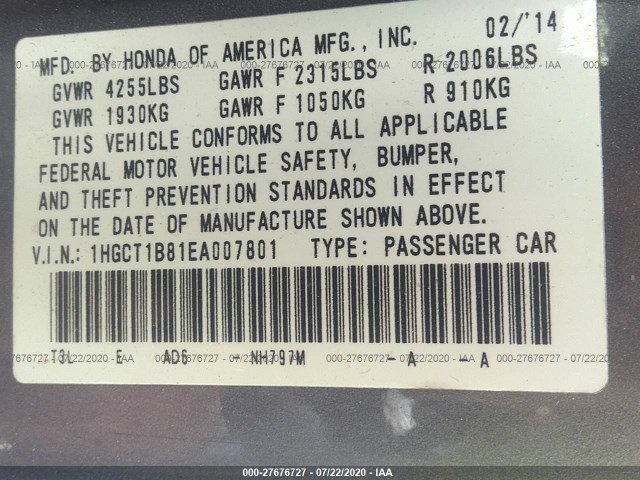 MFD. BY HONDA OF AMERICA MFG., INC. 02/'14
GVWR 4255LBS GAWR F 2315LBS R 2006LBS
GVWR 1930KG GAWR F 1050KG R 910KG
THIS VEHICLE CONFORMS TO ALL APPLICABLE
FEDERAL MOTOR VEHICLE SAFETY, BUMPER,
AND THEFT PREVENTION STANDARDS IN EFFECT
ON THE DATE OF MANUFACTURE SHOWN ABOVE.
V.I.N.: 1HGCT1B81EA007801 TYPE: PASSENGER CAR
T3L E AD6 - NH797M - A - A
000-27676727 - 07/22/2020 - IAA